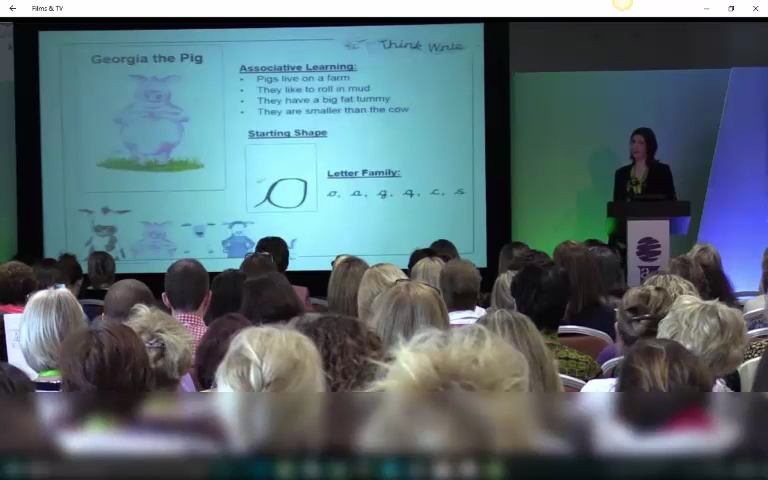 Films & TV
Georgia the Pig
Think Write
Associative Learning:
• Pigs live on a farm
• They like to roll in mud
• They have a big fat tummy
• They are smaller than the cow
Starting Shape
Letter Family:
o, a, g, q, c, s